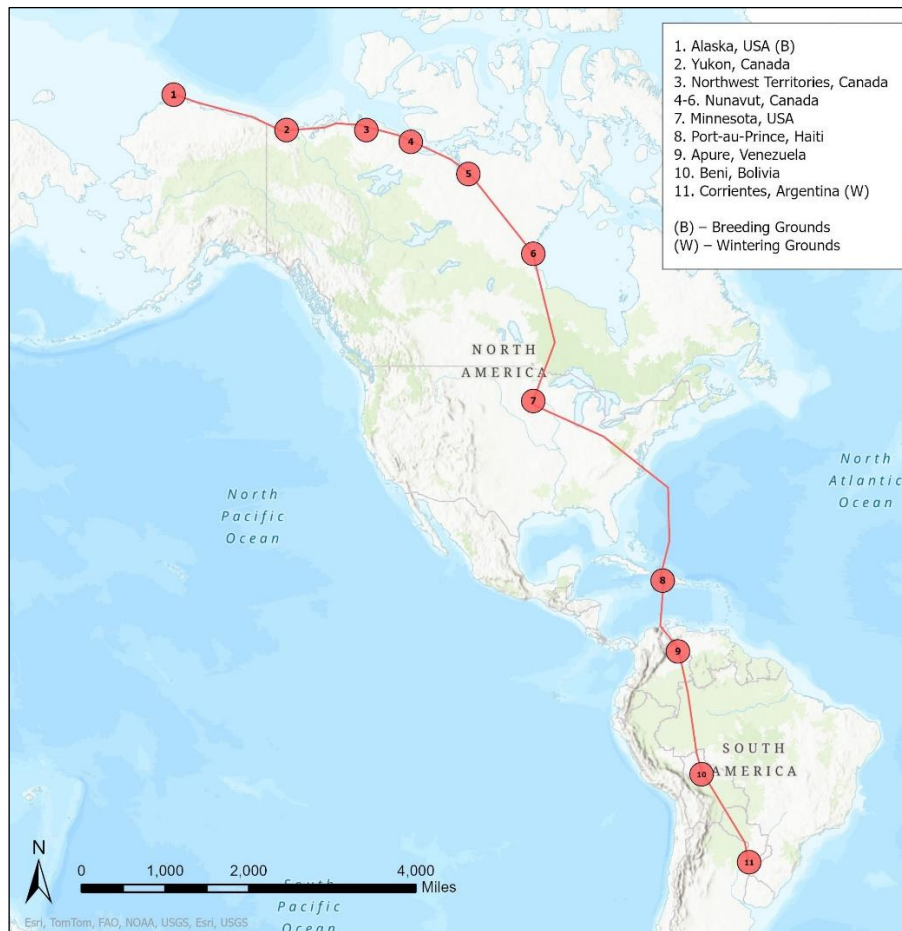 1. Alaska, USA (B)
2. Yukon, Canada
3. Northwest Territories, Canada
4-6. Nunavut, Canada
7. Minnesota, USA
8. Port-au-Prince, Haiti
9. Apure, Venezuela
10. Beni, Bolivia
11. Corrientes, Argentina (W)
(B) – Breeding Grounds
(W) – Wintering Grounds
1
2
3
4
5
6
NORTH
AMERICA
7
North
Pacific
Ocean
North
Atlantic
Ocean
8
9
SOUTH
AMERICA
10
11
N
0 1,000 2,000 4,000
Miles
South
Pacific
Ocean
Esri, TomTom, FAO, NOAA, USGS, Esri, USGS